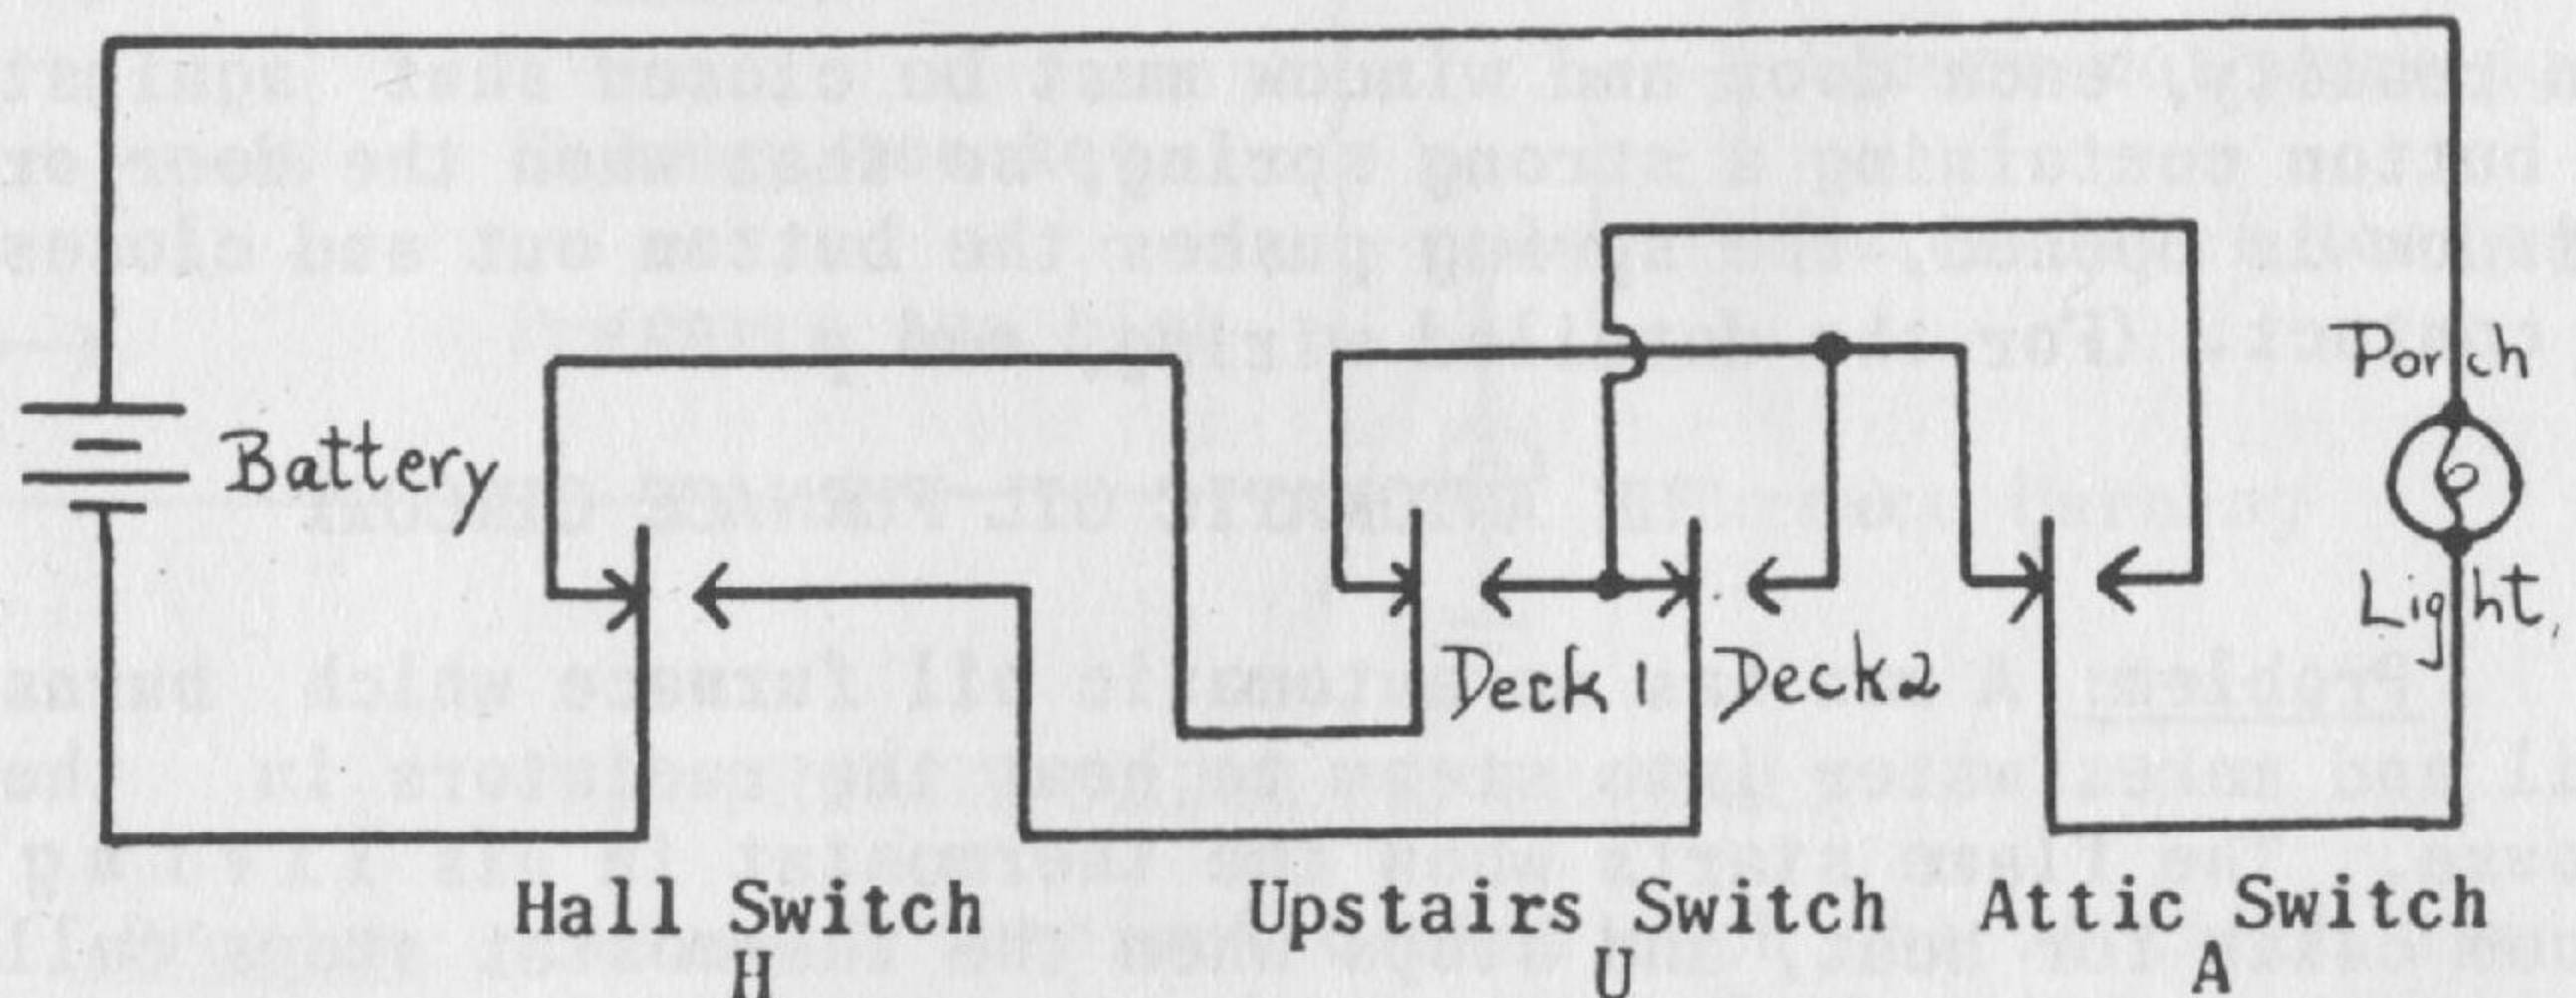 Battery
Porch
Light
Deck 1
Deck 2
Hall Switch
H
Upstairs Switch
U
Attic Switch
A